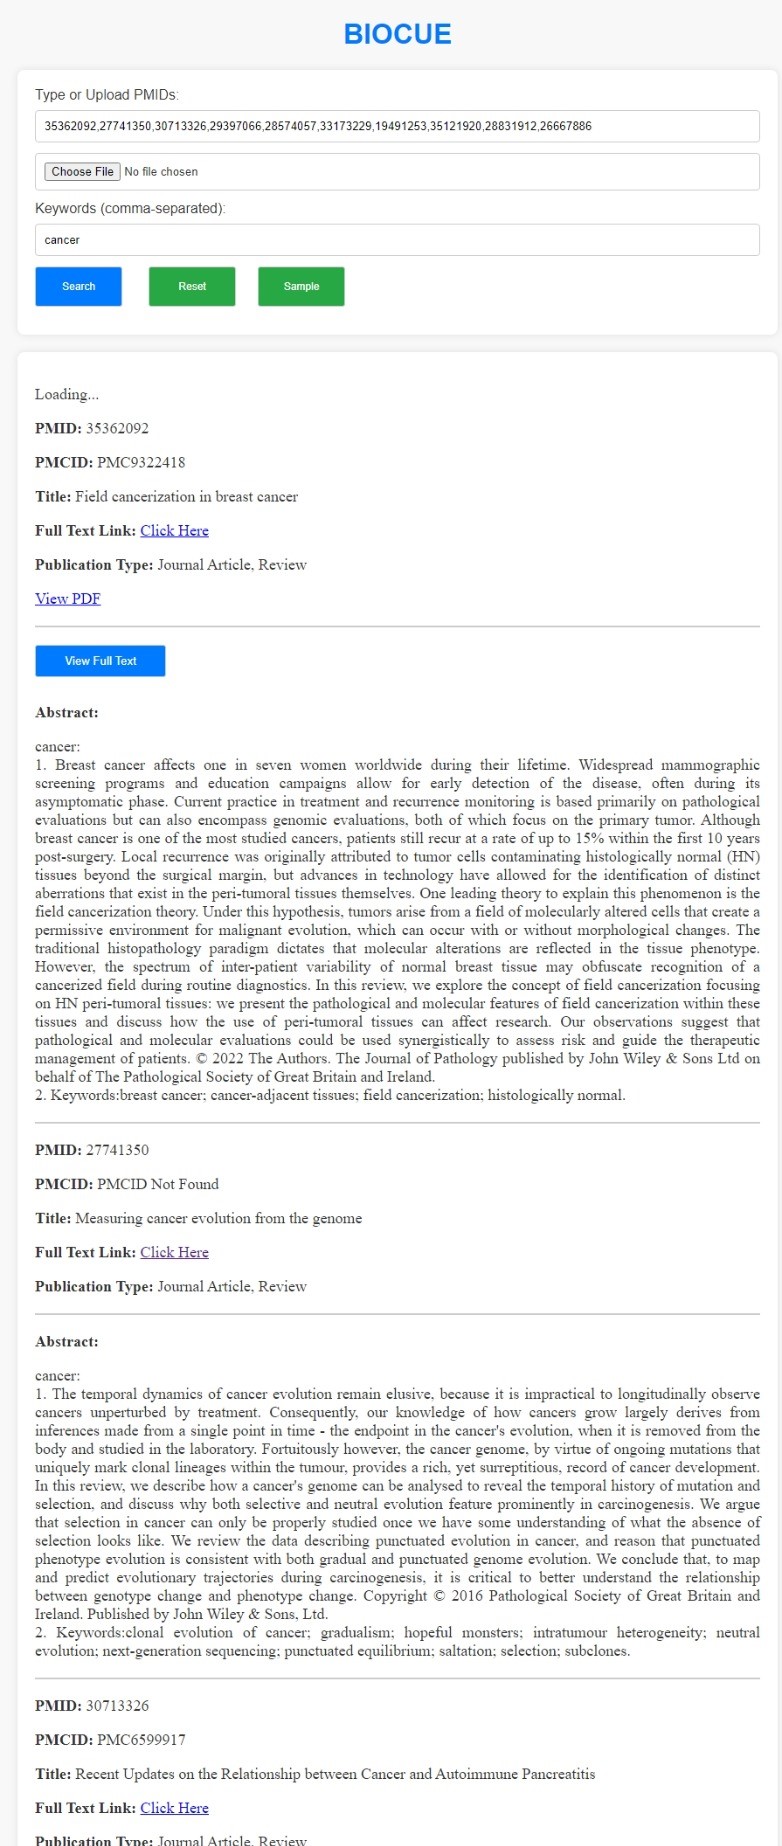 BIOCUE
Type or Upload PMIDs:
35362092,27741350,30713326,29397066,28574057,33173229,19491253,35121920,28831912,26667886
Choose File No file chosen
Keywords (comma-separated):
cancer
Search Reset Sample
Loading...
PMID: 35362092
PMCID: PMC9322418
Title: Field cancerization in breast cancer
Full Text Link: Click Here
Publication Type: Journal Article, Review
View PDF
View Full Text
Abstract:
cancer:
1. Breast cancer affects one in seven women worldwide during their lifetime. Widespread mammographic
screening programs and education campaigns allow for early detection of the disease, often during its
asymptomatic phase. Current practice in treatment and recurrence monitoring is based primarily on pathological
evaluations but can also encompass genomic evaluations, both of which focus on the primary tumor. Although
breast cancer is one of the most studied cancers, patients still recur at a rate of up to 15% within the first 10 years
post-surgery. Local recurrence was originally attributed to tumor cells contaminating histologically normal (HN)
tissues beyond the surgical margin, but advances in technology have allowed for the identification of distinct
aberrations that exist in the peri-tumoral tissues themselves. One leading theory to explain this phenomenon is the
field cancerization theory. Under this hypothesis, tumors arise from a field of molecularly altered cells that create a
permissive environment for malignant evolution, which can occur with or without morphological changes. The
traditional histopathology paradigm dictates that molecular alterations are reflected in the tissue phenotype.
However, the spectrum of inter-patient variability of normal breast tissue may obfuscate recognition of a
cancerized field during routine diagnostics. In this review, we explore the concept of field cancerization focusing
on HN peri-tumoral tissues: we present the pathological and molecular features of field cancerization within these
tissues and discuss how the use of peri-tumoral tissues can affect research. Our observations suggest that
pathological and molecular evaluations could be used synergistically to assess risk and guide the therapeutic
management of patients. © 2022 The Authors. The Journal of Pathology published by John Wiley & Sons Ltd on
behalf of The Pathological Society of Great Britain and Ireland.
2. Keywords:breast cancer; cancer-adjacent tissues; field cancerization; histologically normal.
PMID: 27741350
PMCID: PMCID Not Found
Title: Measuring cancer evolution from the genome
Full Text Link: Click Here
Publication Type: Journal Article, Review
Abstract:
cancer:
1. The temporal dynamics of cancer evolution remain elusive, because it is impractical to longitudinally observe
cancers unperturbed by treatment. Consequently, our knowledge of how cancers grow largely derives from
inferences made from a single point in time - the endpoint in the cancer's evolution, when it is removed from the
body and studied in the laboratory. Fortuitously however, the cancer genome, by virtue of ongoing mutations that
uniquely mark clonal lineages within the tumour, provides a rich, yet surreptitious, record of cancer development.
In this review, we describe how a cancer's genome can be analysed to reveal the temporal history of mutation and
selection, and discuss why both selective and neutral evolution feature prominently in carcinogenesis. We argue
that selection in cancer can only be properly studied once we have some understanding of what the absence of
selection looks like. We review the data describing punctuated evolution in cancer, and reason that punctuated
phenotype evolution is consistent with both gradual and punctuated genome evolution. We conclude that, to map
and predict evolutionary trajectories during carcinogenesis, it is critical to better understand the relationship
between genotype change and phenotype change. Copyright © 2016 Pathological Society of Great Britain and
Ireland. Published by John Wiley & Sons, Ltd.
2. Keywords:clonal evolution of cancer; gradualism; hopeful monsters; intratumour heterogeneity; neutral
evolution; next-generation sequencing; punctuated equilibrium; saltation; selection; subclones.
PMID: 30713326
PMCID: PMC6599917
Title: Recent Updates on the Relationship between Cancer and Autoimmune Pancreatitis
Full Text Link: Click Here
Publication Type: Journal Article, Review